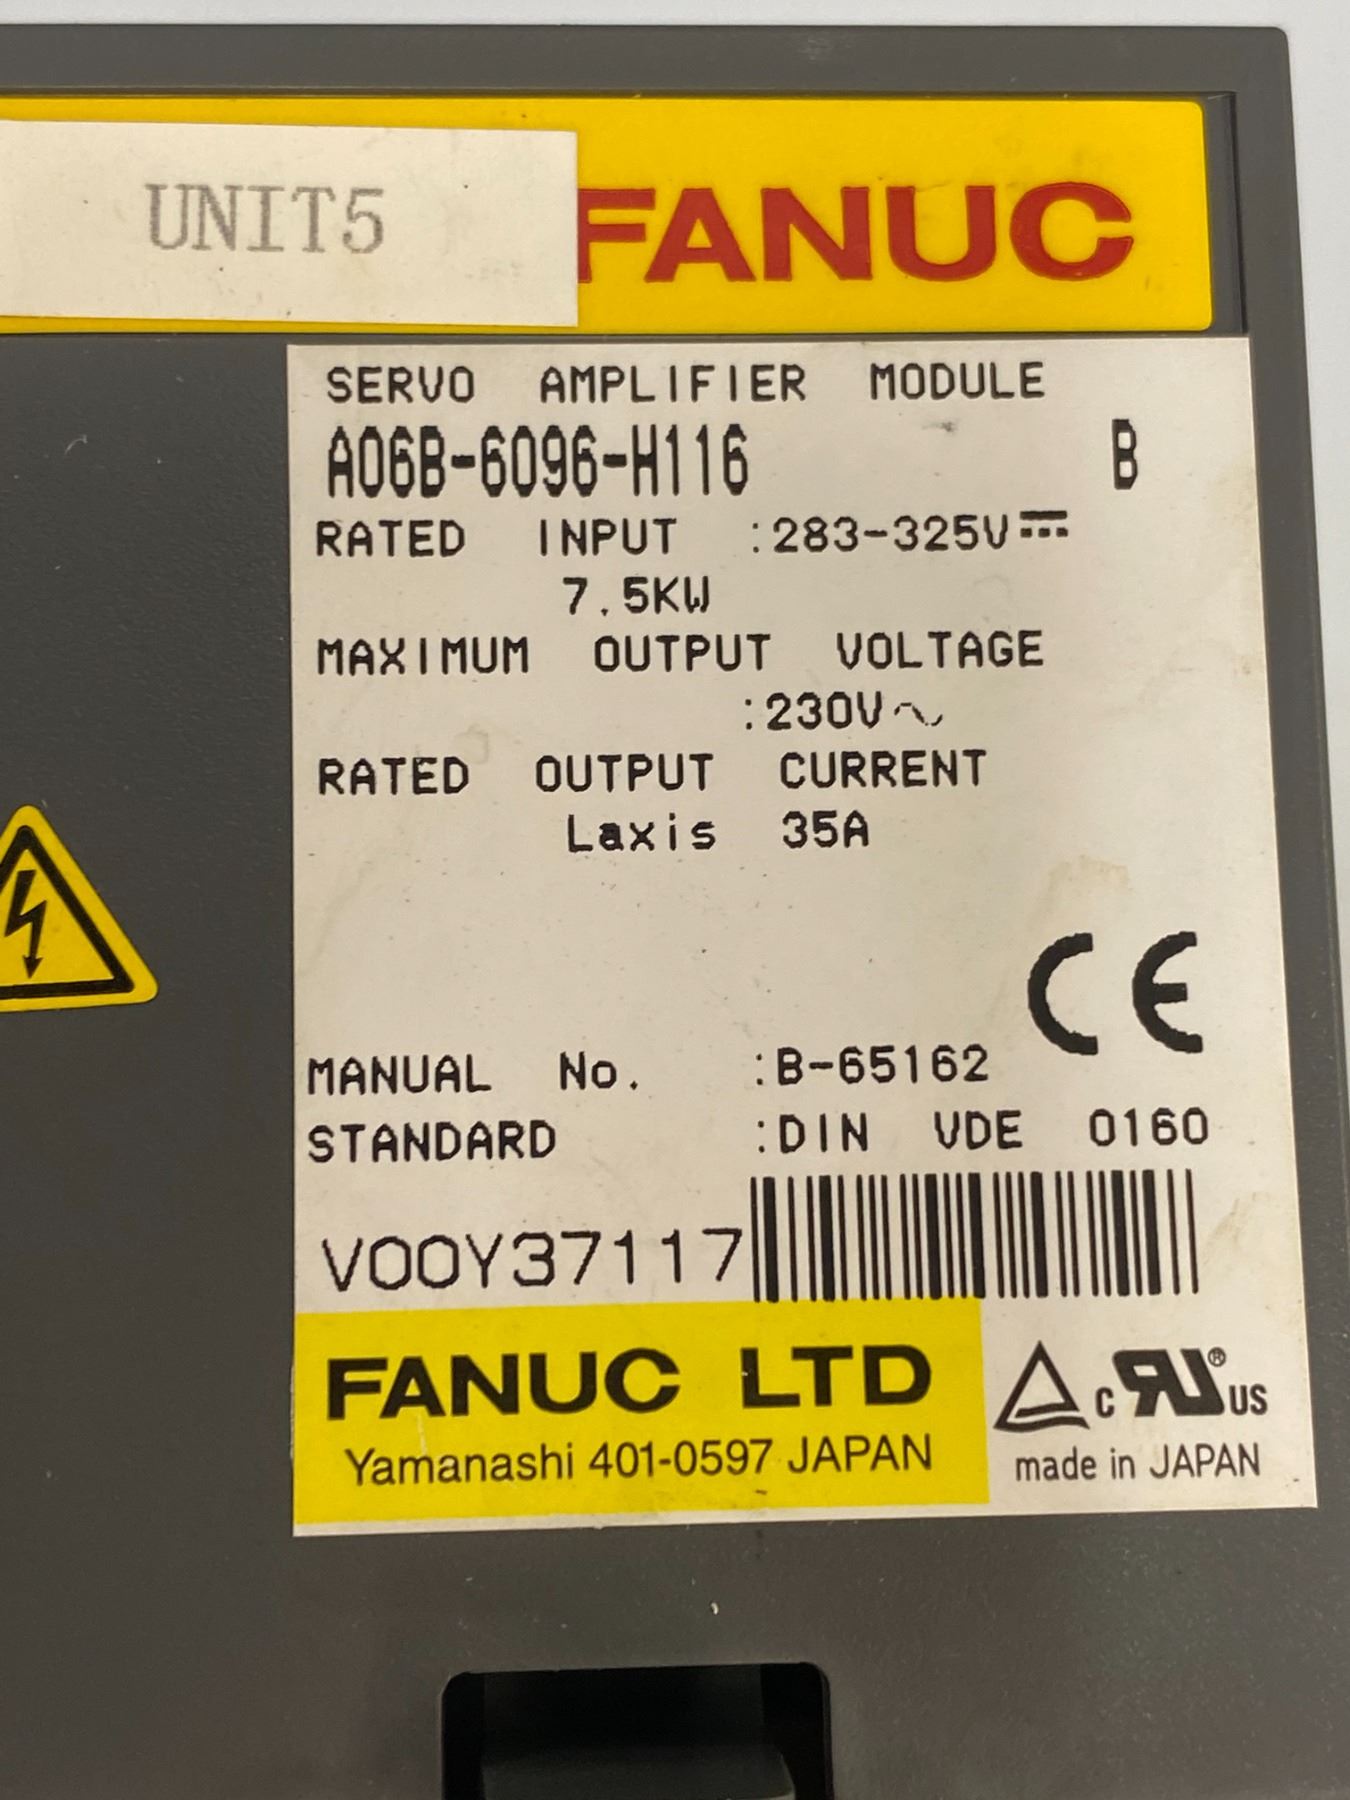 UNIT5
FANUC
SERVO AMPLIFIER MODULE
A06B-6096-H116 B
RATED INPUT :283-325V⎓
7.5KW
MAXIMUM OUTPUT VOLTAGE
:230V~
RATED OUTPUT CURRENT
Laxis 35A
CE
MANUAL No. :B-65162
STANDARD :DIN VDE 0160
V00Y37117
FANUC LTD
Yamanashi 401-0597 JAPAN
c RU® US
made in JAPAN